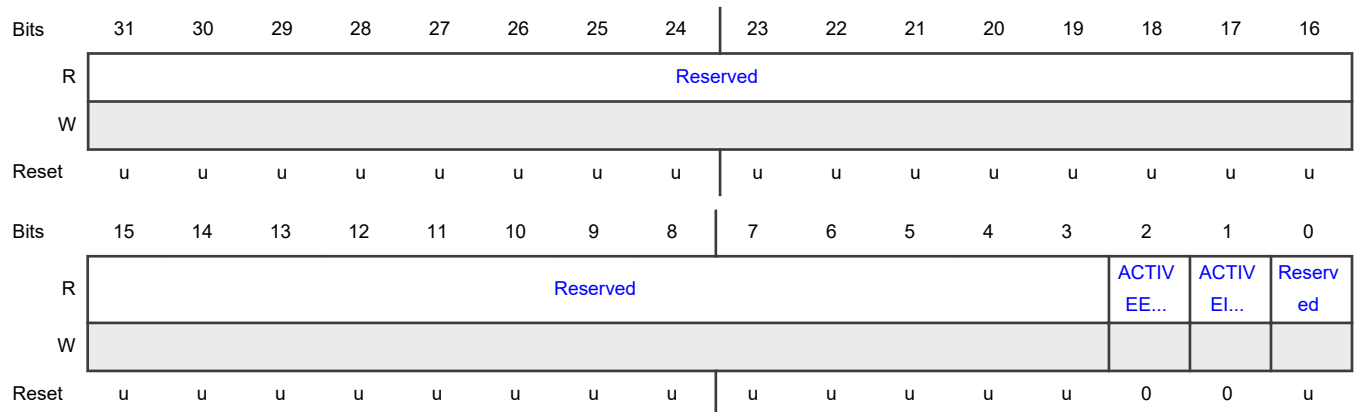 Bits 31 30 29 28 27 26 25 24 23 22 21 20 19 18 17 16
R Reserved
W
Reset u u u u u u u u u u u u u u u u
Bits 15 14 13 12 11 10 9 8 7 6 5 4 3 2 1 0
R Reserved ACTIV EE... ACTIV EI... Reserv ed
W
Reset u u u u u u u u u u u u u 0 0 u